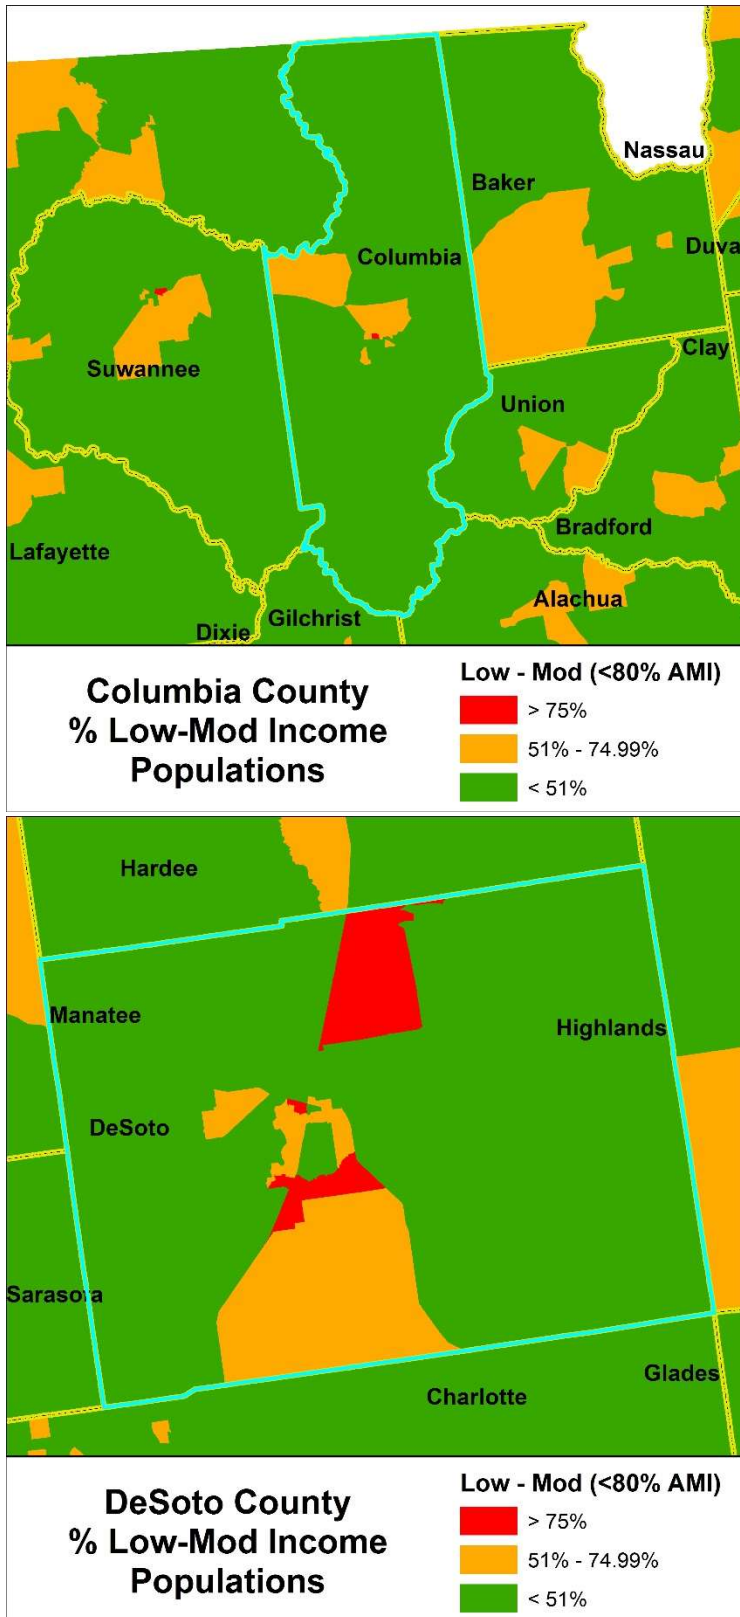 Nassau
Baker
Duva
Columbia
Clay
Suwannee
Union
Bradford
Lafayette
Alachua
Gilchrist
Dixie
Columbia County
% Low-Mod Income
Populations
Low - Mod (<80% AMI)
> 75%
51% - 74.99%
< 51%
Hardee
Manatee
Highlands
DeSoto
Sarasota
Glades
Charlotte
DeSoto County
% Low-Mod Income
Populations
Low - Mod (<80% AMI)
> 75%
51% - 74.99%
< 51%